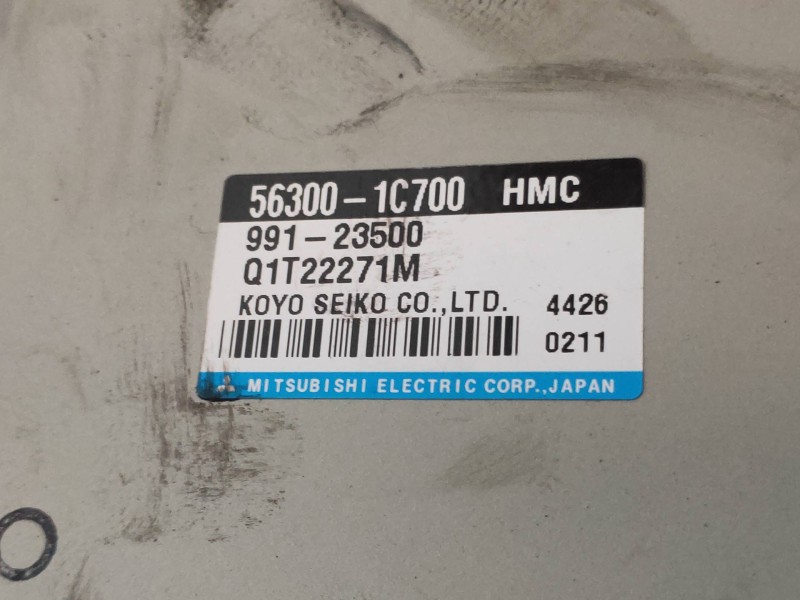 56300-1C700 HMC
991-23500
Q1T22271M
KOYO SEIKO CO.,LTD. 4426
0211
MITSUBISHI ELECTRIC CORP.,JAPAN